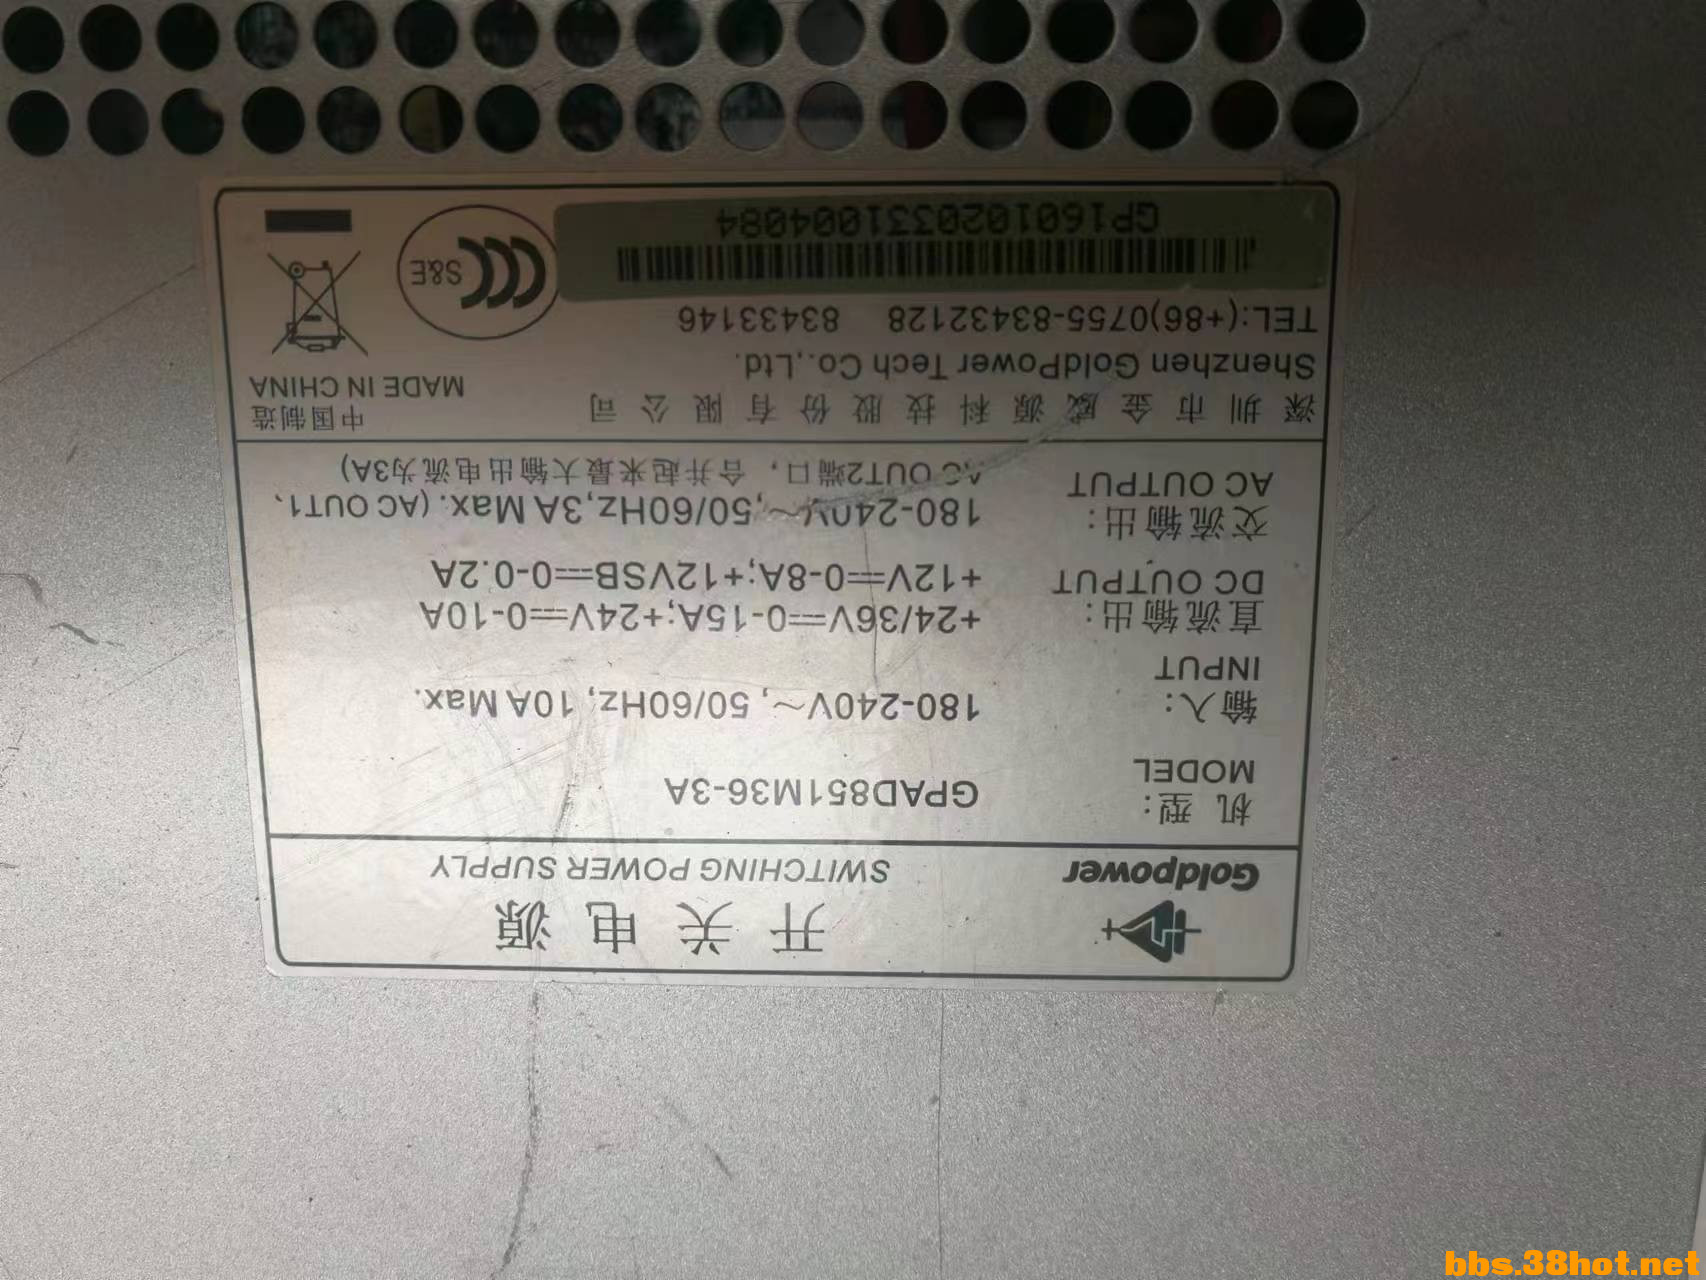 开关电源
Goldpower SWITCHING POWER SUPPLY
机 型: GPAD851M36-3A
MODEL
输入: 180-240V～, 50/60Hz, 10A Max.
INPUT
直流输出: +24/36V⎓0-15A;+24V⎓0-10A
DC OUTPUT +12V⎓0-8A;+12VSB⎓0-0.2A
交流输出: 180-240V～,50/60Hz,3A Max. (AC OUT1、
AC OUTPUT AC OUT2端口，合并起来最大输出电流为3A)
深圳市金威源科技股份有限公司 中国制造
Shenzhen GoldPower Tech Co.,Ltd. MADE IN CHINA
TEL:(+86)0755-83432128 83433146
CCC S&E
GP1601020331004084
bbs.38hot.net